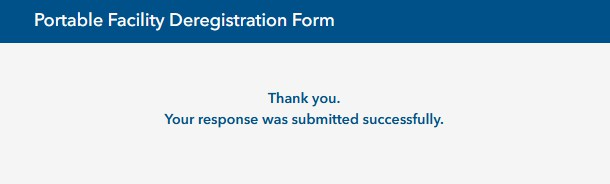 Portable Facility Deregistration Form
Thank you.
Your response was submitted successfully.